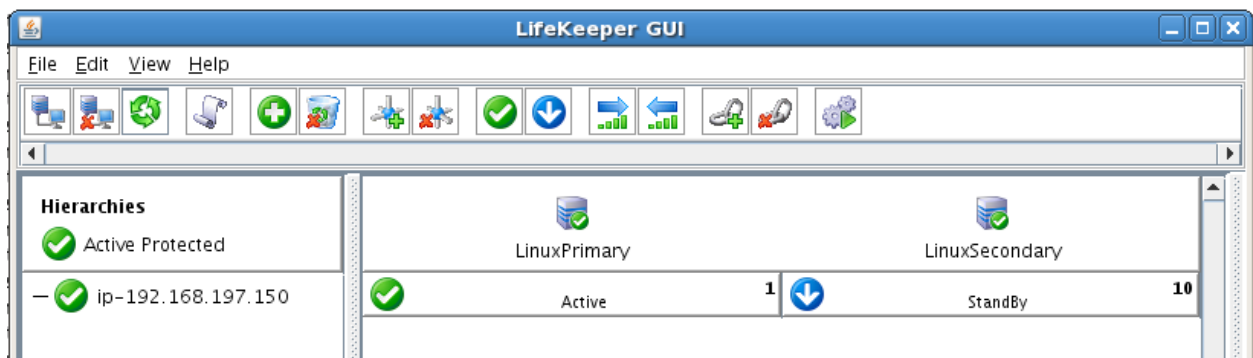 LifeKeeper GUI
File Edit View Help
Hierarchies
Active Protected
LinuxPrimary
LinuxSecondary
ip-192.168.197.150
Active
1
StandBy
10